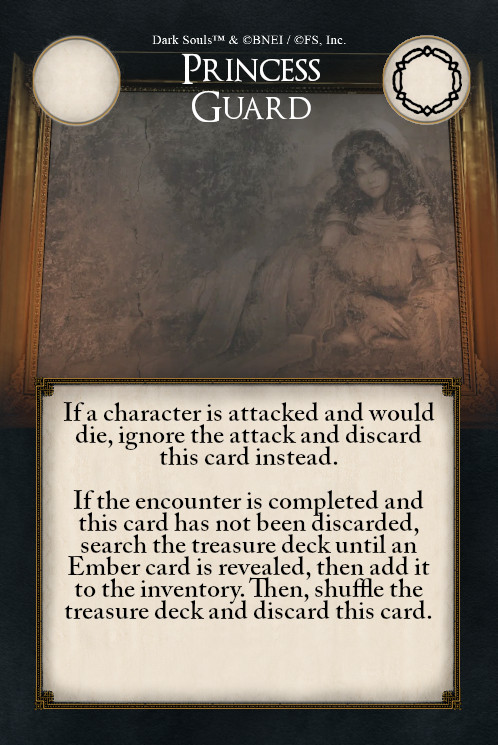 Dark Souls™ & ©BNEI / ©FS, Inc.
Princess
Guard
If a character is attacked and would
die, ignore the attack and discard
this card instead.
If the encounter is completed and
this card has not been discarded,
search the treasure deck until an
Ember card is revealed, then add it
to the inventory. Then, shuffle the
treasure deck and discard this card.